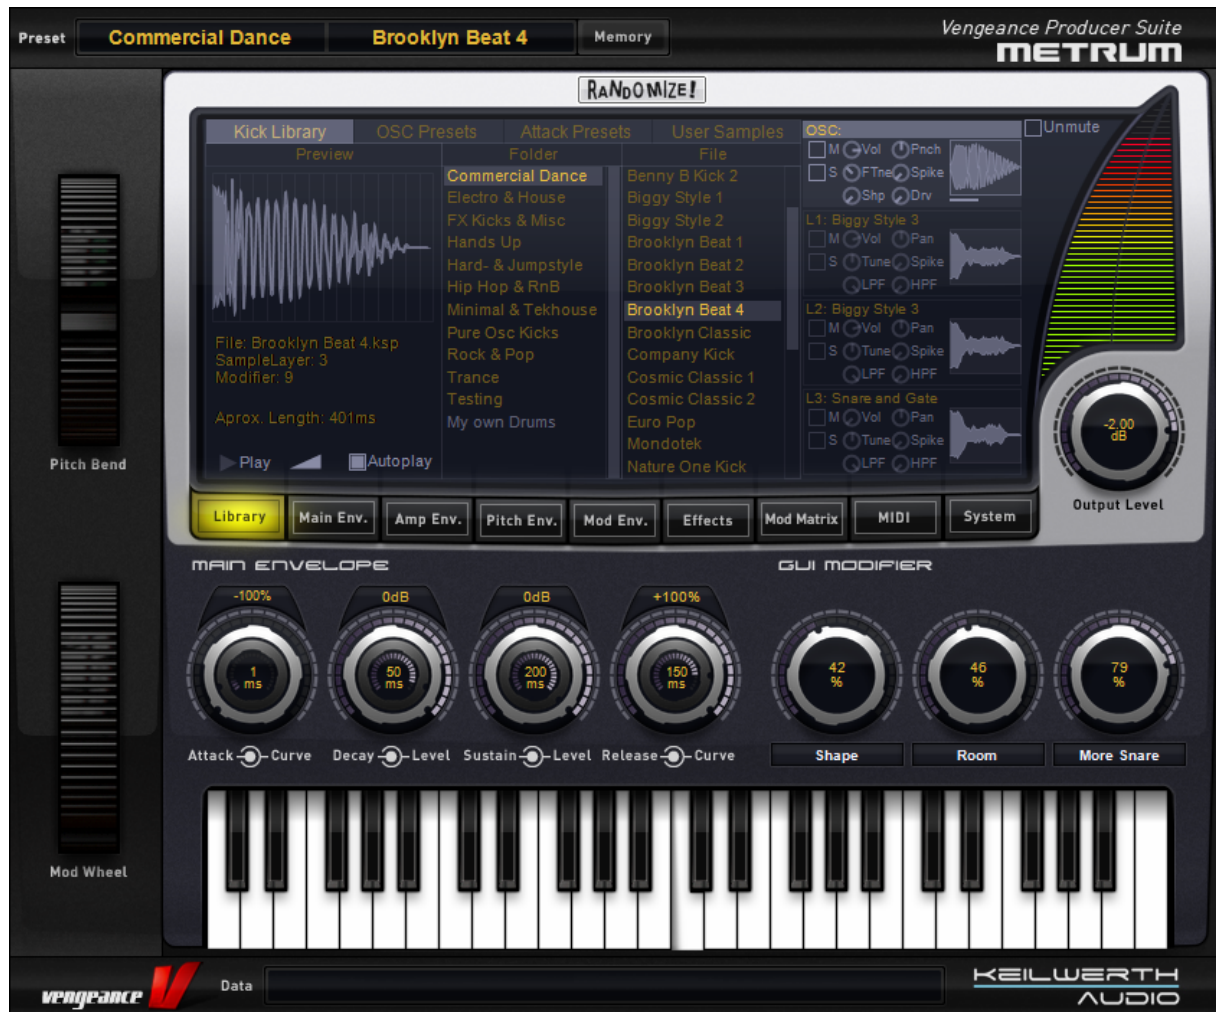 Preset
Commercial Dance
Brooklyn Beat 4
Memory
Vengeance Producer Suite
METRUM
RANDOMIZE!
Kick Library
OSC Presets
Attack Presets
User Samples
Preview
Folder
File
File: Brooklyn Beat 4.ksp
SampleLayer: 3
Modifier: 9
Aprox. Length: 401ms
Play
Autoplay
Commercial Dance
Electro & House
FX Kicks & Misc
Hands Up
Hard- & Jumpstyle
Hip Hop & RnB
Minimal & Tekhouse
Pure Osc Kicks
Rock & Pop
Trance
Testing
My own Drums
Benny B Kick 2
Biggy Style 1
Biggy Style 2
Brooklyn Beat 1
Brooklyn Beat 2
Brooklyn Beat 3
Brooklyn Beat 4
Brooklyn Classic
Company Kick
Cosmic Classic 1
Cosmic Classic 2
Euro Pop
Mondotek
Nature One Kick
OSC:
M Vol Pnch
S FTne Spike
Shp Drv
L1: Biggy Style 3
M Vol Pan
S Tune Spike
LPF HPF
L2: Biggy Style 3
M Vol Pan
S Tune Spike
LPF HPF
L3: Snare and Gate
M Vol Pan
S Tune Spike
LPF HPF
Unmute
-2.00
dB
Output Level
Pitch Bend
Library
Main Env.
Amp Env.
Pitch Env.
Mod Env.
Effects
Mod Matrix
MIDI
System
MAIN ENVELOPE
GUI MODIFIER
-100%
0dB
0dB
+100%
1
ms
50
ms
200
ms
150
ms
42
%
46
%
79
%
Attack Curve
Decay Level
Sustain Level
Release Curve
Shape
Room
More Snare
Mod Wheel
vengeance
Data
KEILWERTH
AUDIO